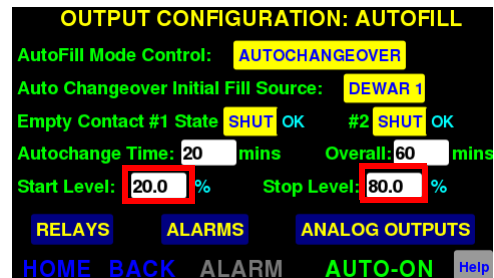 OUTPUT CONFIGURATION: AUTOFILL
AutoFill Mode Control: AUTOCHANGEOVER
Auto Changeover Initial Fill Source: DEWAR 1
Empty Contact #1 State SHUT OK #2 SHUT OK
Autochange Time: 20 mins Overall: 60 mins
Start Level: 20.0 % Stop Level: 80.0 %
RELAYS ALARMS ANALOG OUTPUTS
HOME BACK ALARM AUTO-ON Help